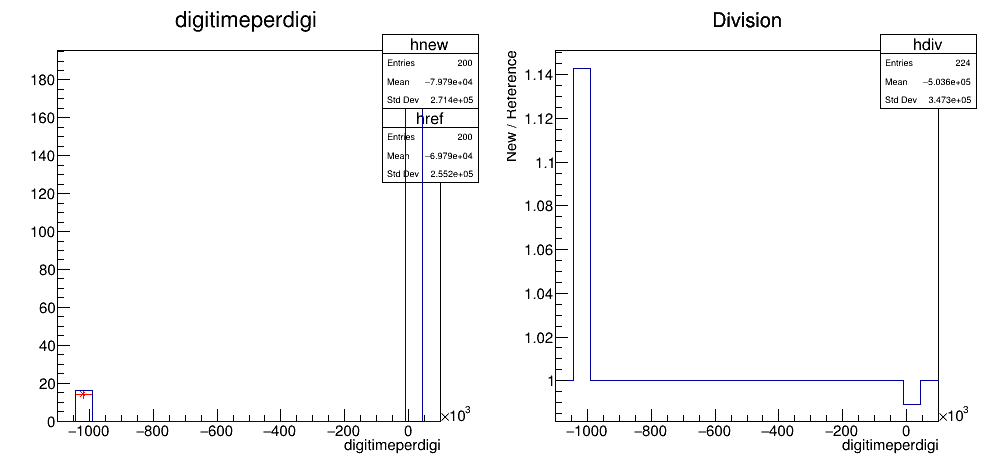 digitimeperdigi
hnew
Entries 200
Mean −7.979e+04
Std Dev 2.714e+05
href
Entries 200
Mean −6.979e+04
Std Dev 2.552e+05
180
160
140
120
100
80
60
40
20
0
−1000 −800 −600 −400 −200 0
×10³
digitimeperdigi
Division
hdiv
Entries 224
Mean −5.036e+05
Std Dev 3.473e+05
New / Reference
1.14
1.12
1.1
1.08
1.06
1.04
1.02
1
−1000 −800 −600 −400 −200 0
×10³
digitimeperdigi